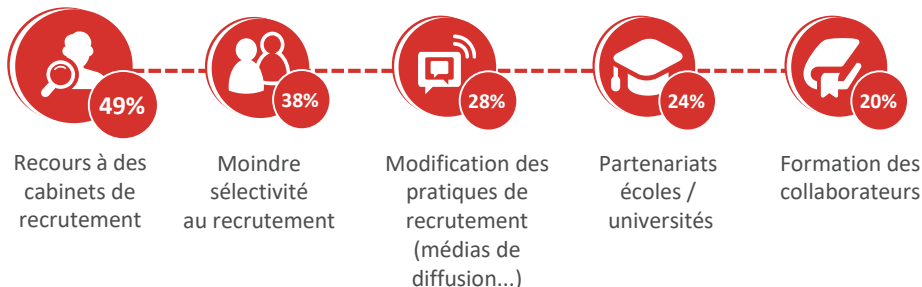 49%
38%
28%
24%
20%
Recours à des
cabinets de
recrutement
Moindre
sélectivité
au recrutement
Modification des
pratiques de
recrutement
(médias de
diffusion...)
Partenariats
écoles /
universités
Formation des
collaborateurs